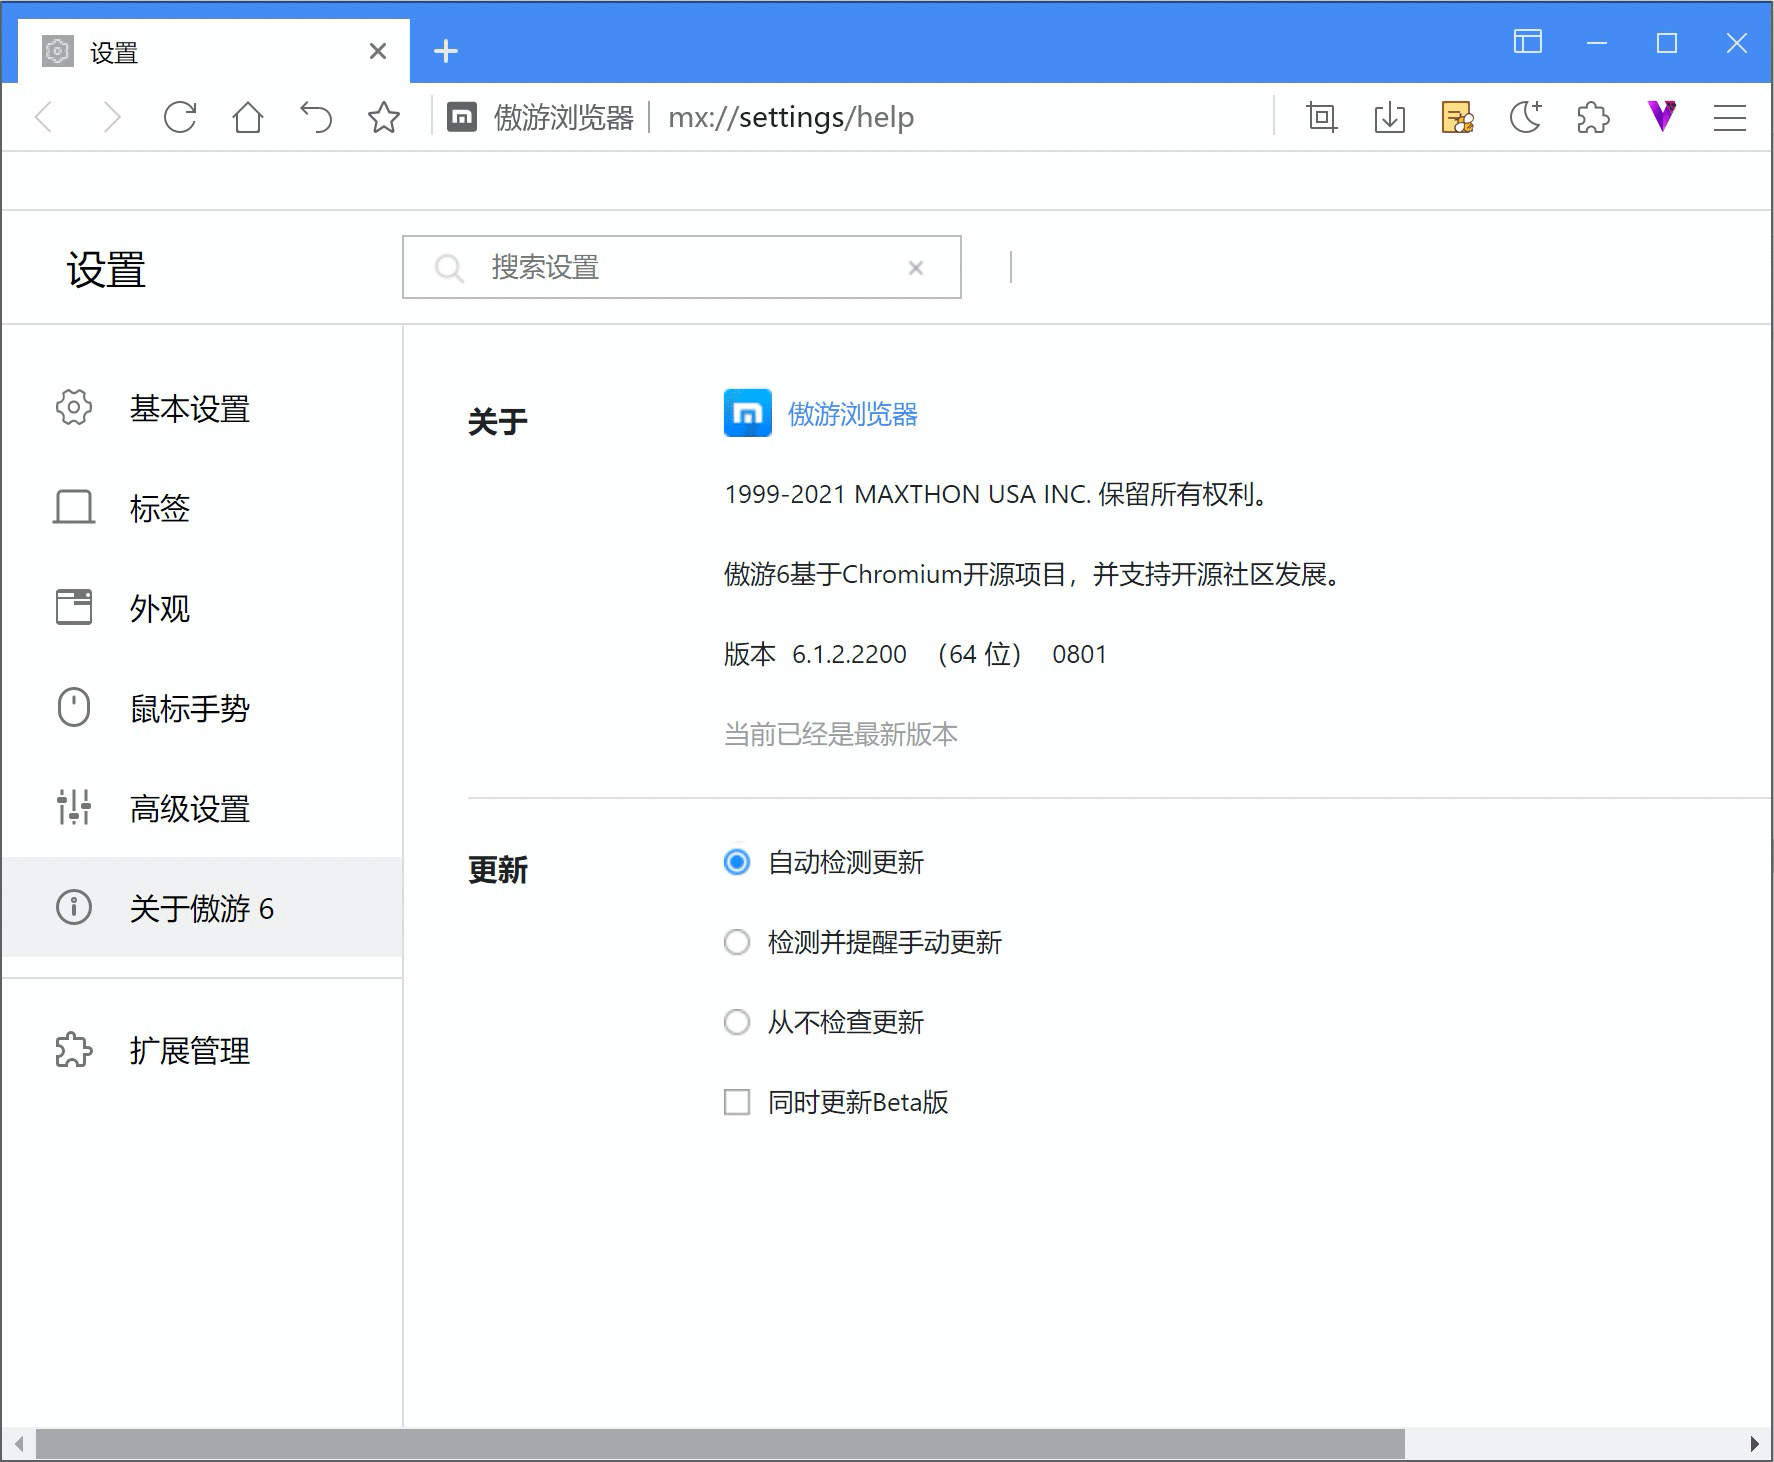 设置
傲游浏览器 | mx://settings/help
设置
搜索设置
基本设置
标签
外观
鼠标手势
高级设置
关于傲游 6
扩展管理
关于
傲游浏览器
1999-2021 MAXTHON USA INC. 保留所有权利。
傲游6基于Chromium开源项目，并支持开源社区发展。
版本 6.1.2.2200 （64 位） 0801
当前已经是最新版本
更新
自动检测更新
检测并提醒手动更新
从不检查更新
同时更新Beta版